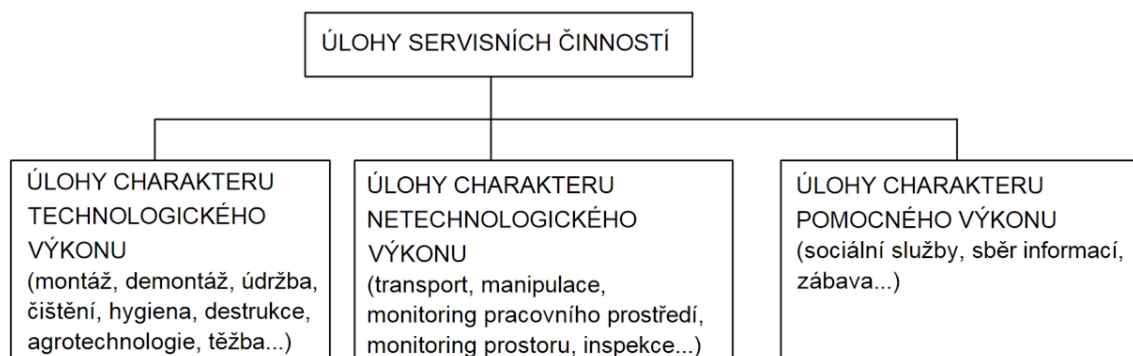 ÚLOHY SERVISNÍCH ČINNOSTÍ
ÚLOHY CHARAKTERU
TECHNOLOGICKÉHO
VÝKONU
(montáž, demontáž, údržba,
čištění, hygiena, destrukce,
agrotechnologie, těžba...)
ÚLOHY CHARAKTERU
NETECHNOLOGICKÉHO
VÝKONU
(transport, manipulace,
monitoring pracovního prostředí,
monitoring prostoru, inspekce...)
ÚLOHY CHARAKTERU
POMOCNÉHO VÝKONU
(sociální služby, sběr informací,
zábava...)